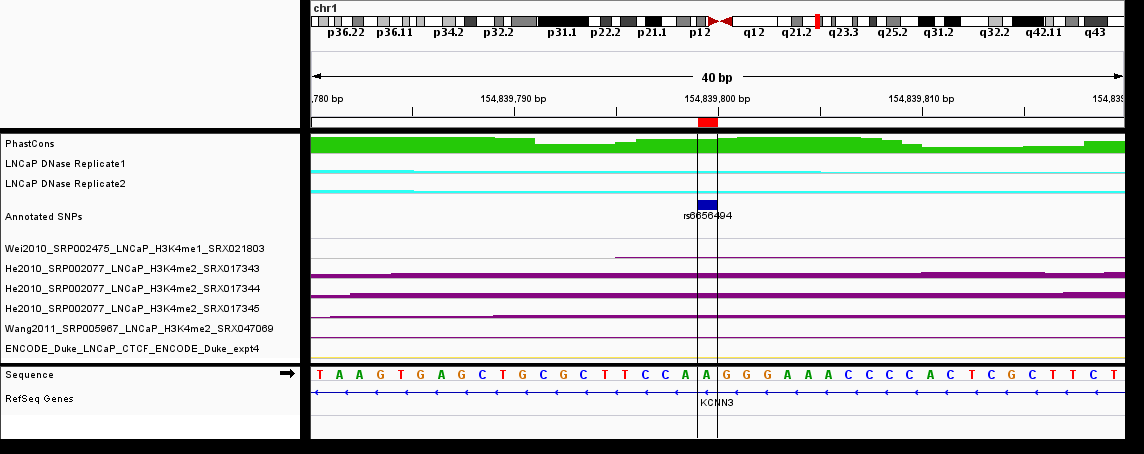 chr1
p36.22 p36.11 p34.2 p32.2 p31.1 p22.2 p21.1 p12 q12 q21.2 q23.3 q25.2 q31.2 q32.2 q42.11 q43
40 bp
,780 bp 154,839,790 bp 154,839,800 bp 154,839,810 bp 154,839
PhastCons
LNCaP DNase Replicate1
LNCaP DNase Replicate2
Annotated SNPs
rs6656494
Wei2010_SRP002475_LNCaP_H3K4me1_SRX021803
He2010_SRP002077_LNCaP_H3K4me2_SRX017343
He2010_SRP002077_LNCaP_H3K4me2_SRX017344
He2010_SRP002077_LNCaP_H3K4me2_SRX017345
Wang2011_SRP005967_LNCaP_H3K4me2_SRX047069
ENCODE_Duke_LNCaP_CTCF_ENCODE_Duke_expt4
Sequence T A A G T G A G C T G C G C T T C C A A G G G A A A C C C C A C T C G C T T C T
RefSeq Genes
KCNN3